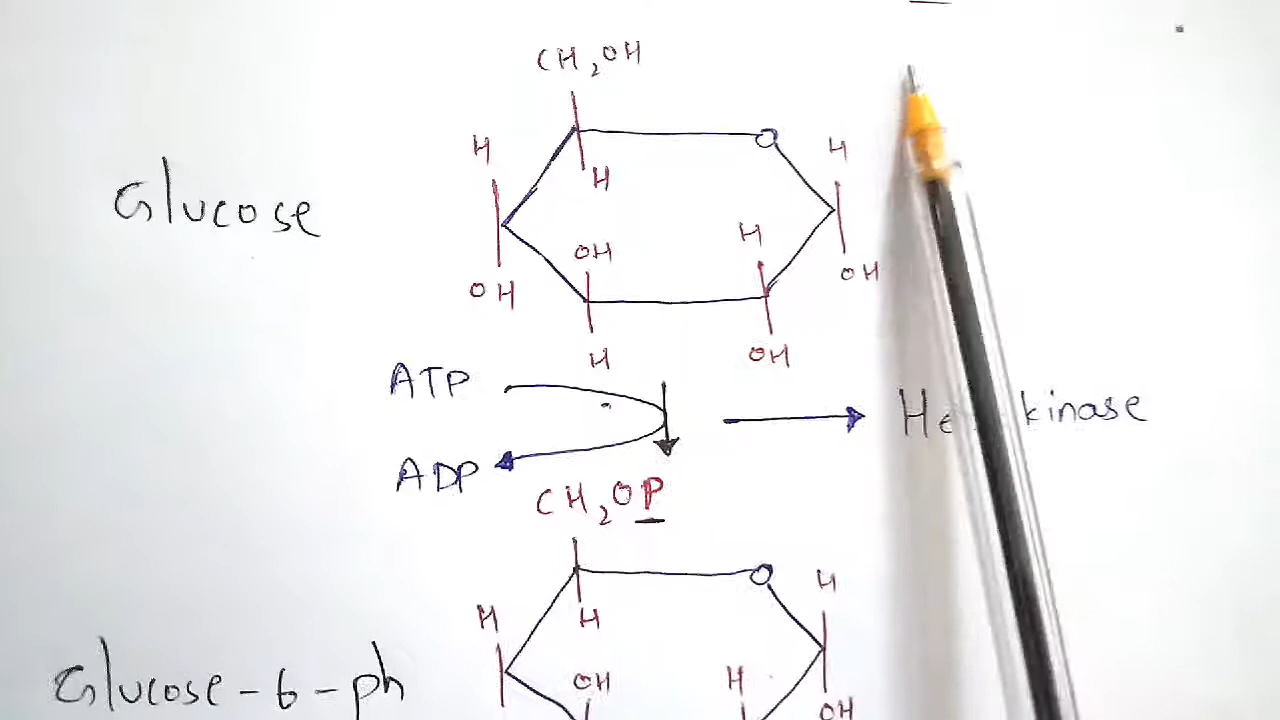 CH₂OH
H H
H
Glucose
OH H
OH OH
H OH
ATP
kinase
ADP
CH₂OP
H
H H
Glucose-6-ph
OH H
OH